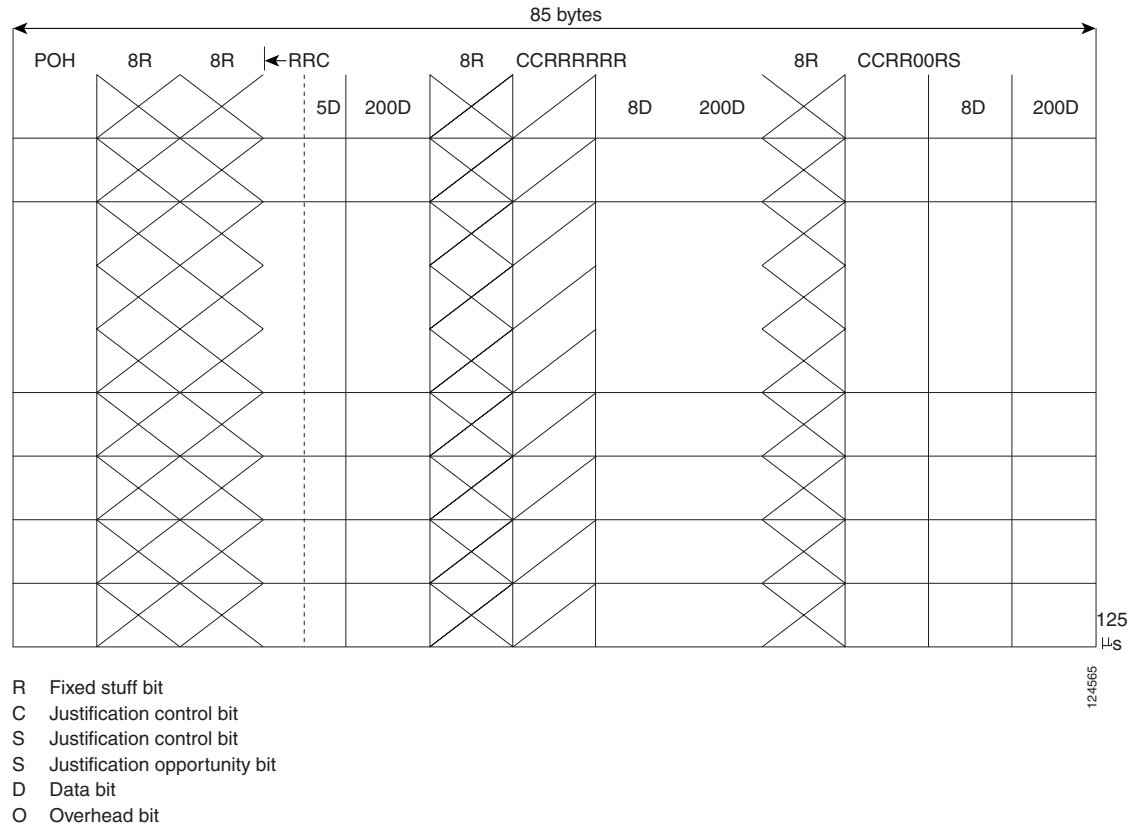 85 bytes
POH 8R 8R RRC 8R CCRRRRRR 8R CCRR00RS
5D 200D 8D 200D 8D 200D
125
µs
124565
R Fixed stuff bit
C Justification control bit
S Justification control bit
S Justification opportunity bit
D Data bit
O Overhead bit